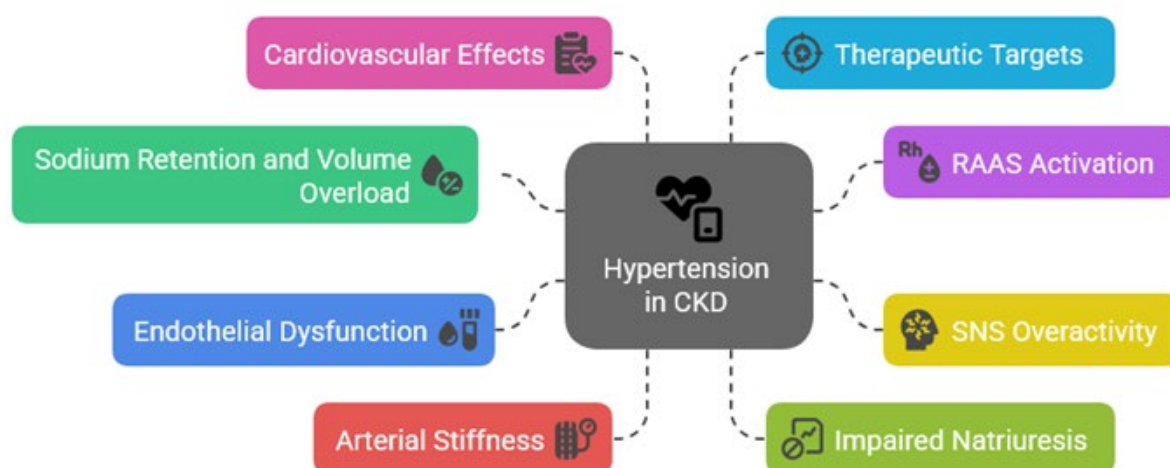 Cardiovascular Effects
Therapeutic Targets
Sodium Retention and Volume
Overload
Rh
RAAS Activation
Hypertension
in CKD
Endothelial Dysfunction
SNS Overactivity
Arterial Stiffness
Impaired Natriuresis